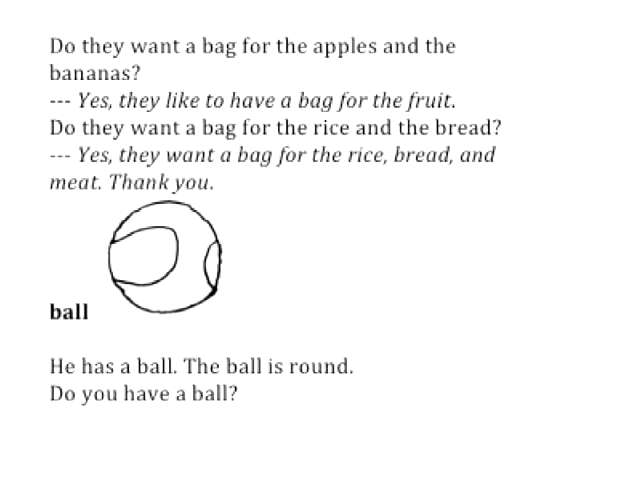 Do they want a bag for the apples and the
bananas?
--- Yes, they like to have a bag for the fruit.
Do they want a bag for the rice and the bread?
--- Yes, they want a bag for the rice, bread, and
meat. Thank you.
ball
He has a ball. The ball is round.
Do you have a ball?